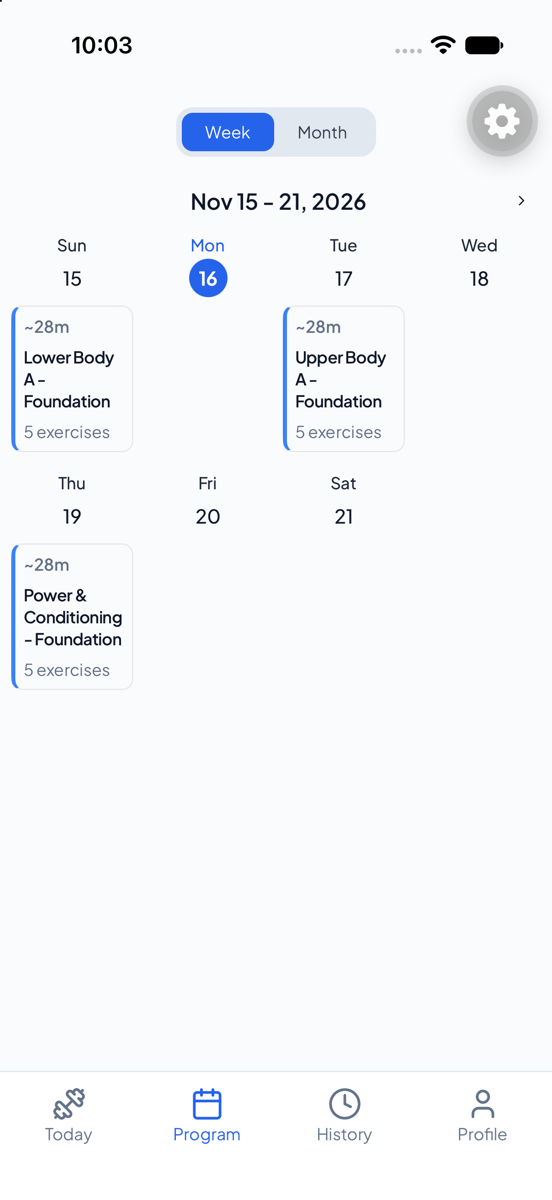 10:03
Week
Month
Nov 15 – 21, 2026
Sun
Mon
Tue
Wed
15
16
17
18
~28m
Lower Body
A –
Foundation
5 exercises
~28m
Upper Body
A –
Foundation
5 exercises
Thu
Fri
Sat
19
20
21
~28m
Power &
Conditioning
– Foundation
5 exercises
Today
Program
History
Profile